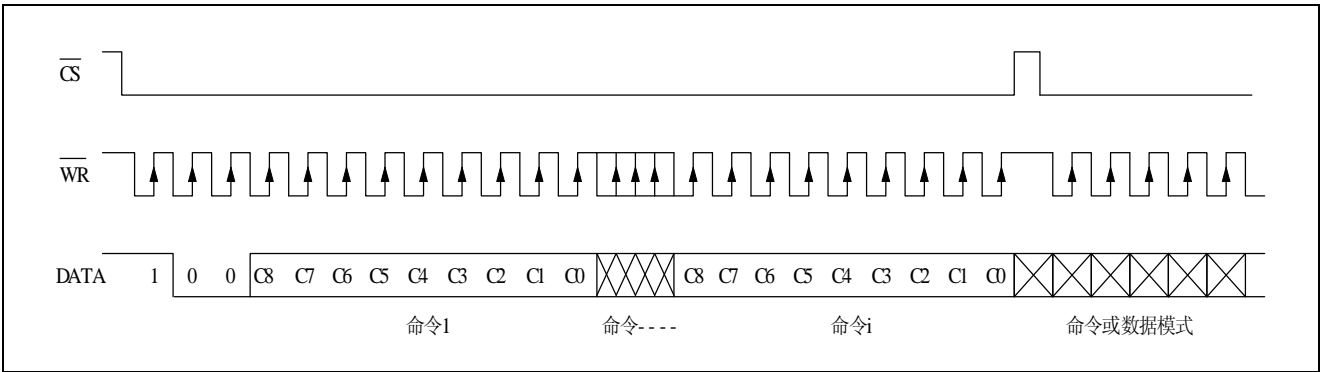 CS
WR
DATA 1 0 0 C8 C7 C6 C5 C4 C3 C2 C1 C0 C8 C7 C6 C5 C4 C3 C2 C1 C0
命令1 命令---- 命令i 命令或数据模式